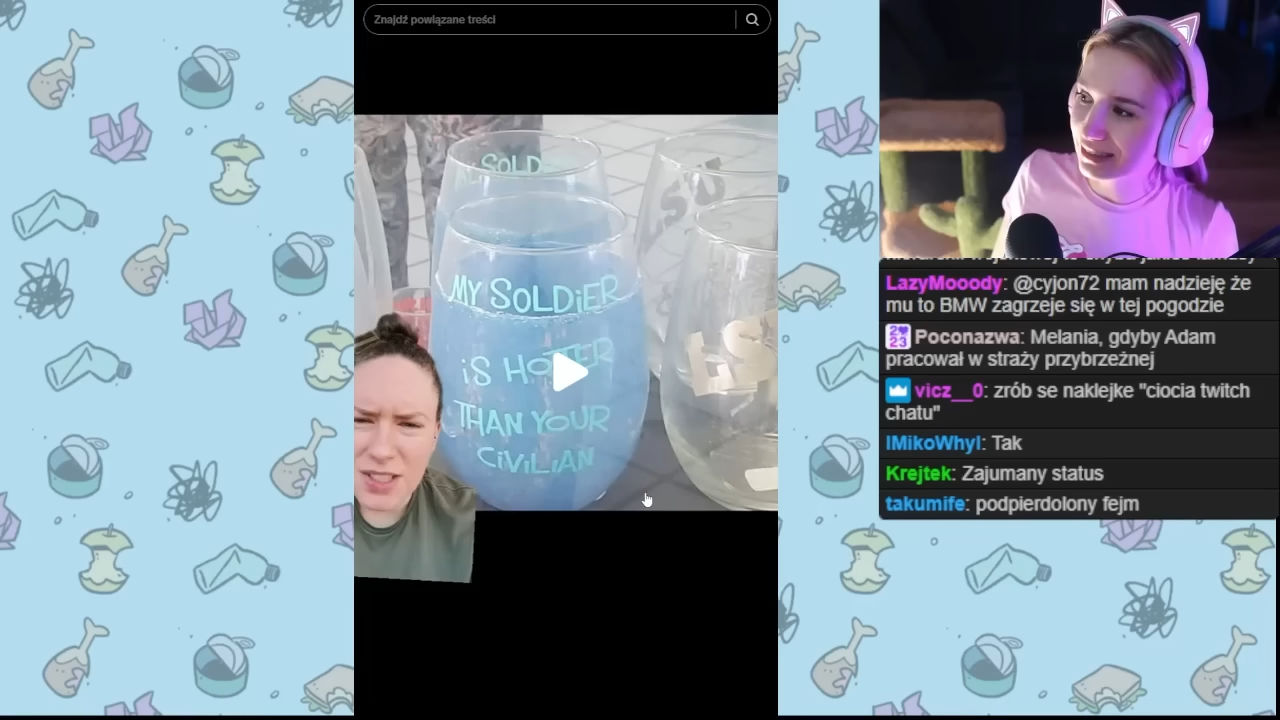 Znajdź powiązane treści
MY SOLDIER
IS HOTTER
THAN YOUR
CiViLiAN
LSU
LazyMooody: @cyjon72 mam nadzieję że
mu to BMW zagrzeje się w tej pogodzie
Poconazwa: Melania, gdyby Adam
pracował w straży przybrzeżnej
vicz__0: zrób se naklejke "ciocia twitch
chatu"
IMikoWhyI: Tak
Krejtek: Zajumany status
takumife: podpierdolony fejm